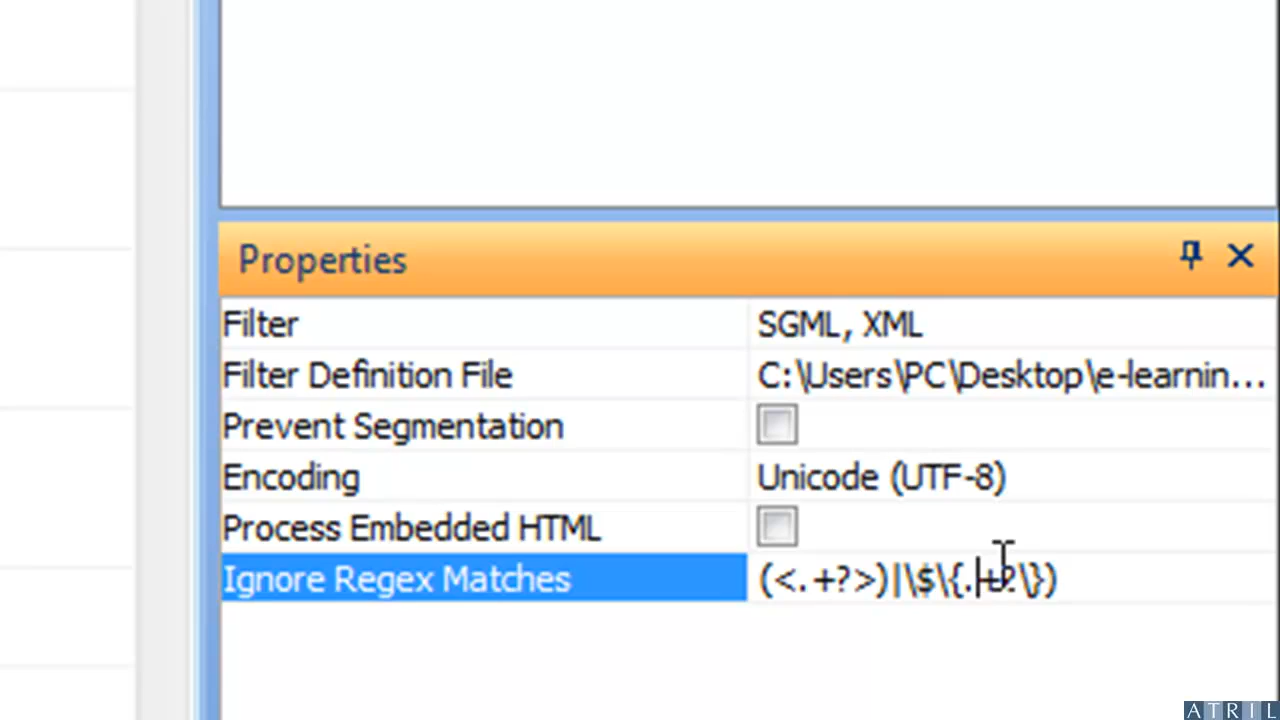 Properties
Filter SGML, XML
Filter Definition File C:\Users\PC\Desktop\e-learnin...
Prevent Segmentation
Encoding Unicode (UTF-8)
Process Embedded HTML
Ignore Regex Matches (<.+?>)|\$\{.+?\})
ATRIL